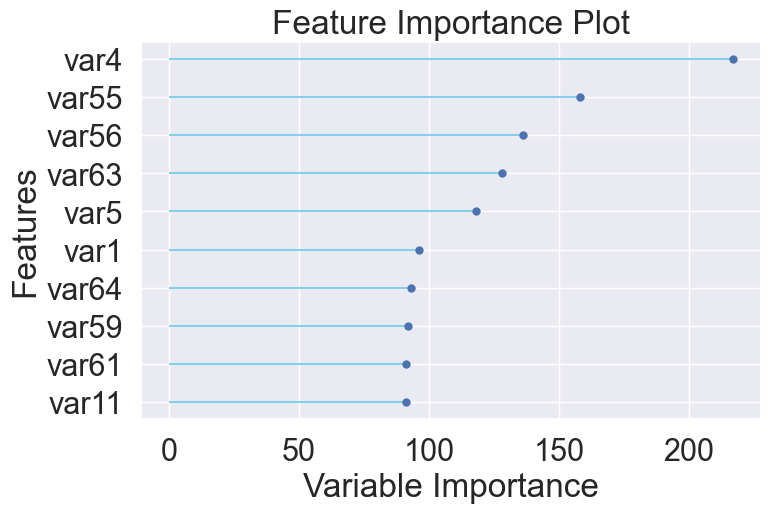 Feature Importance Plot
Features
var4
var55
var56
var63
var5
var1
var64
var59
var61
var11
0 50 100 150 200
Variable Importance